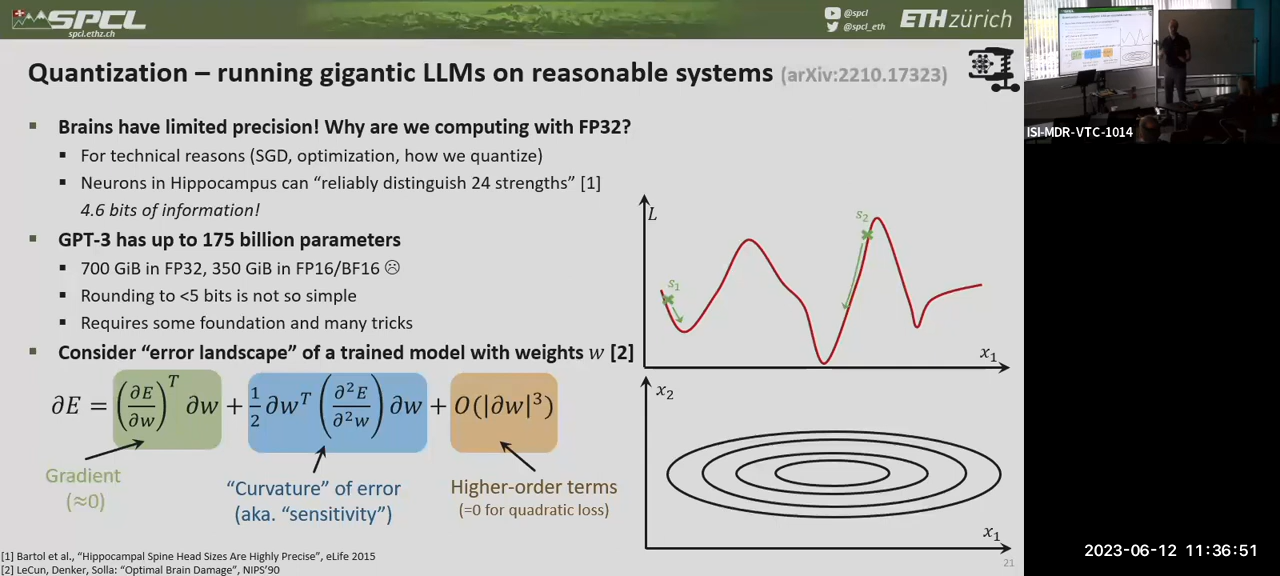 SPCL
spcl.ethz.ch
@spcl
@spcl_eth
ETH zürich
Quantization – running gigantic LLMs on reasonable systems (arXiv:2210.17323)
Brains have limited precision! Why are we computing with FP32?
For technical reasons (SGD, optimization, how we quantize)
Neurons in Hippocampus can “reliably distinguish 24 strengths” [1]
4.6 bits of information!
GPT-3 has up to 175 billion parameters
700 GiB in FP32, 350 GiB in FP16/BF16 ☹
Rounding to <5 bits is not so simple
Requires some foundation and many tricks
Consider “error landscape” of a trained model with weights w [2]
∂E = (∂E/∂w)^T ∂w + 1/2 ∂w^T (∂²E/∂²w) ∂w + O(|∂w|³)
Gradient
(≈0)
“Curvature” of error
(aka. “sensitivity”)
Higher-order terms
(=0 for quadratic loss)
L
s₁
s₂
x₁
x₂
x₁
[1] Bartol et al., “Hippocampal Spine Head Sizes Are Highly Precise”, eLife 2015
[2] LeCun, Denker, Solla: “Optimal Brain Damage”, NIPS’90
21
ISI-MDR-VTC-1014
2023-06-12 11:36:51